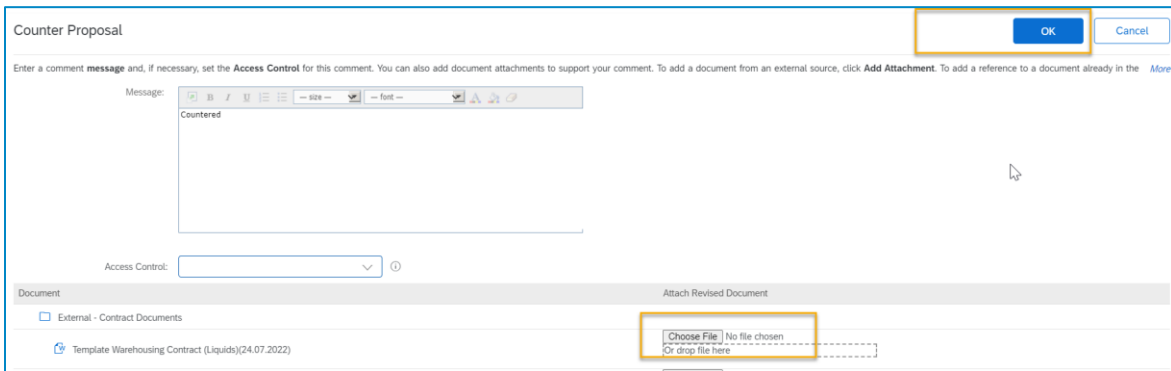 Counter Proposal
OK
Cancel
Enter a comment message and, if necessary, set the Access Control for this comment. You can also add document attachments to support your comment. To add a document from an external source, click Add Attachment. To add a reference to a document already in the More
Message:
B I U — size — — font — A
Countered
Access Control:
Document
Attach Revised Document
External - Contract Documents
Choose File No file chosen
Template Warehousing Contract (Liquids)(24.07.2022)
Or drop file here